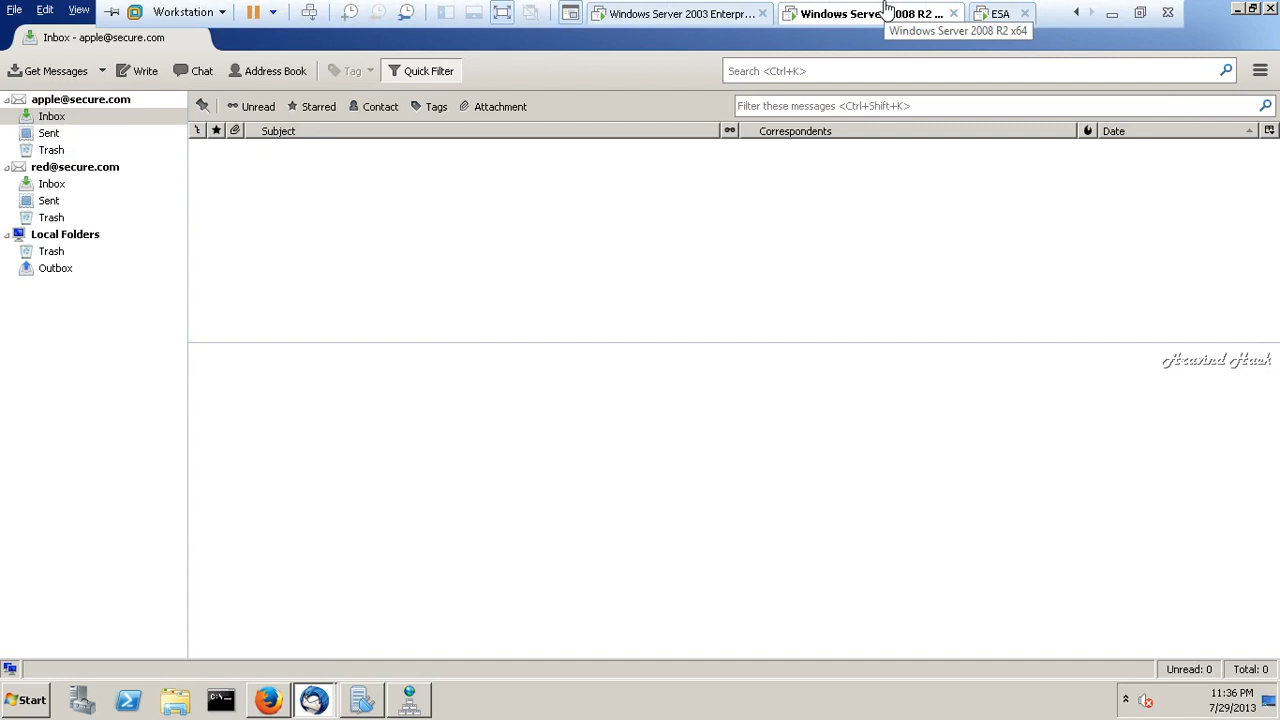 File Edit View Workstation Windows Server 2003 Enterpr... Windows Server 2008 R2 ... ESA
Windows Server 2008 R2 x64
Inbox - apple@secure.com
Get Messages Write Chat Address Book Tag Quick Filter Search <Ctrl+K>
apple@secure.com
Inbox
Sent
Trash
red@secure.com
Inbox
Sent
Trash
Local Folders
Trash
Outbox
Unread Starred Contact Tags Attachment Filter these messages <Ctrl+Shift+K>
Subject Correspondents Date
Aravind Hask
Unread: 0 Total: 0
Start 11:36 PM
7/29/2013